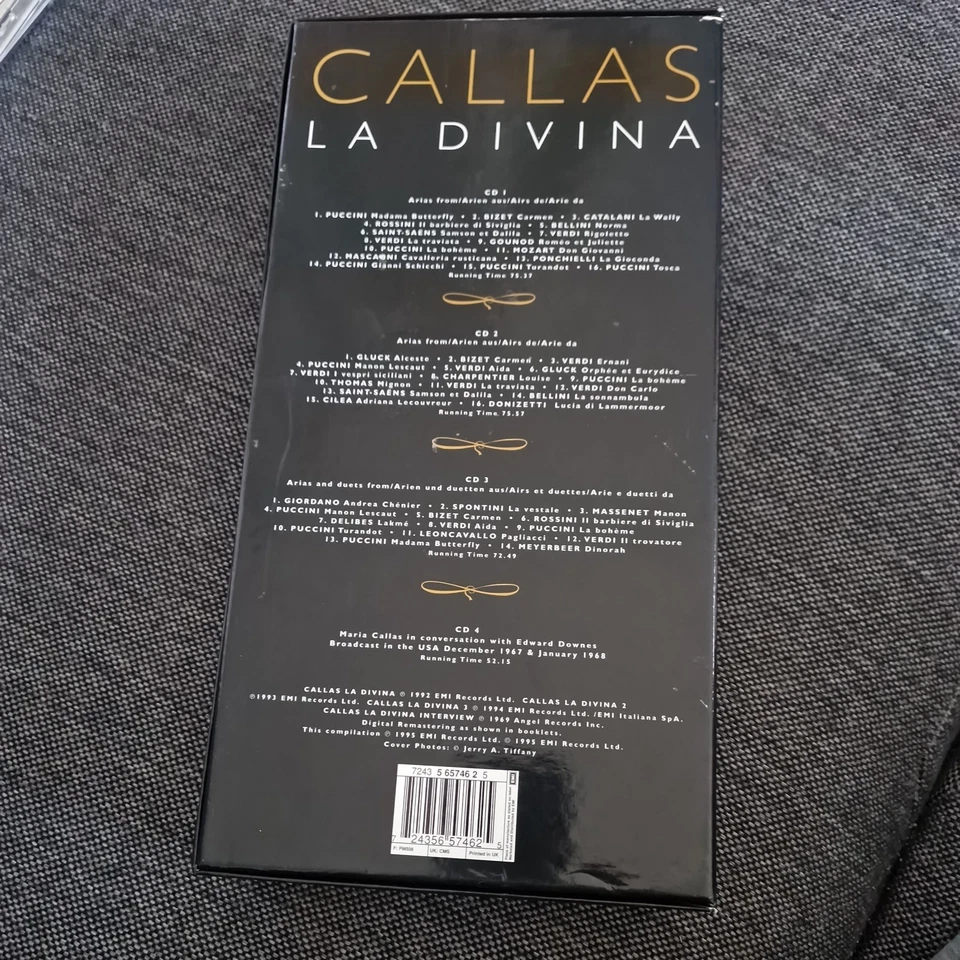 CALLAS
LA DIVINA
CD 1
Arias from/Arien aus/Airs de/Arie da
1. PUCCINI Madama Butterfly • 2. BIZET Carmen • 3. CATALANI La Wally
4. ROSSINI Il barbiere di Siviglia • 5. BELLINI Norma
6. SAINT-SAËNS Samson et Dalila • 7. VERDI Rigoletto
8. VERDI La traviata • 9. GOUNOD Roméo et Juliette
10. PUCCINI La bohème • 11. MOZART Don Giovanni
12. MASCAGNI Cavalleria rusticana • 13. PONCHIELLI La Gioconda
14. PUCCINI Gianni Schicchi • 15. PUCCINI Turandot • 16. PUCCINI Tosca
Running Time 75.37
CD 2
Arias from/Arien aus/Airs de/Arie da
1. GLUCK Alceste • 2. BIZET Carmen • 3. VERDI Ernani
4. PUCCINI Manon Lescaut • 5. VERDI Aida • 6. GLUCK Orphée et Eurydice
7. VERDI I vespri siciliani • 8. CHARPENTIER Louise • 9. PUCCINI La bohème
10. THOMAS Mignon • 11. VERDI La traviata • 12. VERDI Don Carlo
13. SAINT-SAËNS Samson et Dalila • 14. BELLINI La sonnambula
15. CILEA Adriana Lecouvreur • 16. DONIZETTI Lucia di Lammermoor
Running Time 75.57
CD 3
Arias and duets from/Arien und duetten aus/Airs et duettes/Arie e duetti da
1. GIORDANO Andrea Chénier • 2. SPONTINI La vestale • 3. MASSENET Manon
4. PUCCINI Manon Lescaut • 5. BIZET Carmen • 6. ROSSINI Il barbiere di Siviglia
7. DELIBES Lakmé • 8. VERDI Aida • 9. PUCCINI La bohème
10. PUCCINI Turandot • 11. LEONCAVALLO Pagliacci • 12. VERDI Il trovatore
13. PUCCINI Madama Butterfly • 14. MEYERBEER Dinorah
Running Time 72.49
CD 4
Maria Callas in conversation with Edward Downes
Broadcast in the USA December 1967 & January 1968
Running Time 52.15
CALLAS LA DIVINA ℗ 1992 EMI Records Ltd. CALLAS LA DIVINA 2
℗1993 EMI Records Ltd. CALLAS LA DIVINA 3 ℗ 1994 EMI Records Ltd. /EMI Italiana SpA.
CALLAS LA DIVINA INTERVIEW ℗ 1969 Angel Records Inc.
Digital Remastering as shown in booklets.
This compilation ℗ 1995 EMI Records Ltd. © 1995 EMI Records Ltd.
Cover Photos: © Jerry A. Tiffany
7243 5 65746 2 5
7 24356 57462 5
UK: CMS
Printed in UK